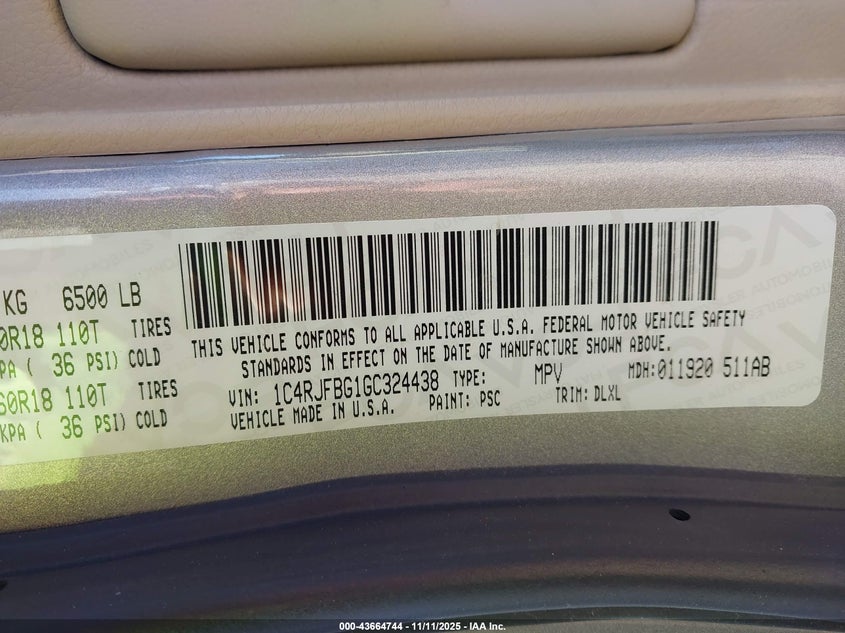 KG 6500 LB
0R18 110T TIRES
KPA ( 36 PSI) COLD
60R18 110T TIRES
KPA ( 36 PSI) COLD
THIS VEHICLE CONFORMS TO ALL APPLICABLE U.S.A. FEDERAL MOTOR VEHICLE SAFETY
STANDARDS IN EFFECT ON THE DATE OF MANUFACTURE SHOWN ABOVE.
VIN: 1C4RJFBG1GC324438 TYPE: MPV MDH:011920 511AB
VEHICLE MADE IN U.S.A. PAINT: PSC TRIM: DLXL
000-43664744 - 11/11/2025 - IAA Inc.